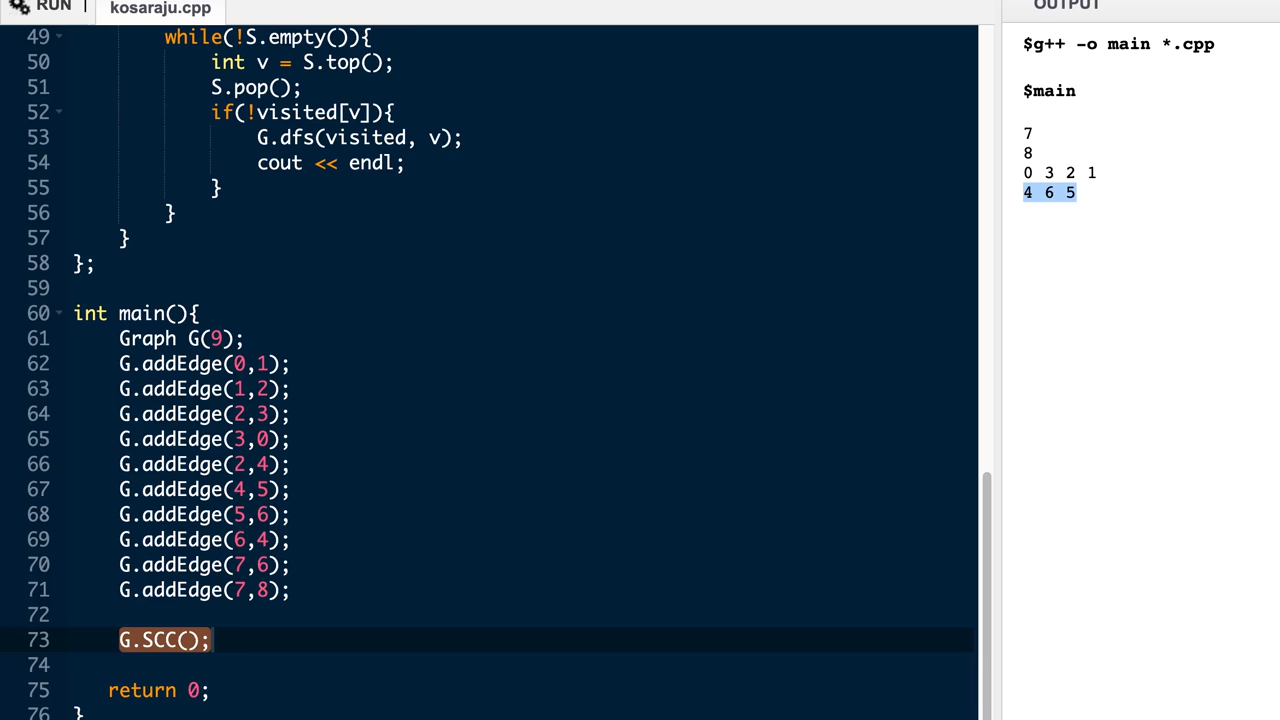 RUN
kosaraju.cpp
OUTPUT
49 while(!S.empty()){
50 int v = S.top();
51 S.pop();
52 if(!visited[v]){
53 G.dfs(visited, v);
54 cout << endl;
55 }
56 }
57 }
58 };
59
60 int main(){
61 Graph G(9);
62 G.addEdge(0,1);
63 G.addEdge(1,2);
64 G.addEdge(2,3);
65 G.addEdge(3,0);
66 G.addEdge(2,4);
67 G.addEdge(4,5);
68 G.addEdge(5,6);
69 G.addEdge(6,4);
70 G.addEdge(7,6);
71 G.addEdge(7,8);
72
73 G.SCC();
74
75 return 0;
76 }
$g++ -o main *.cpp
$main
7
8
0 3 2 1
4 6 5